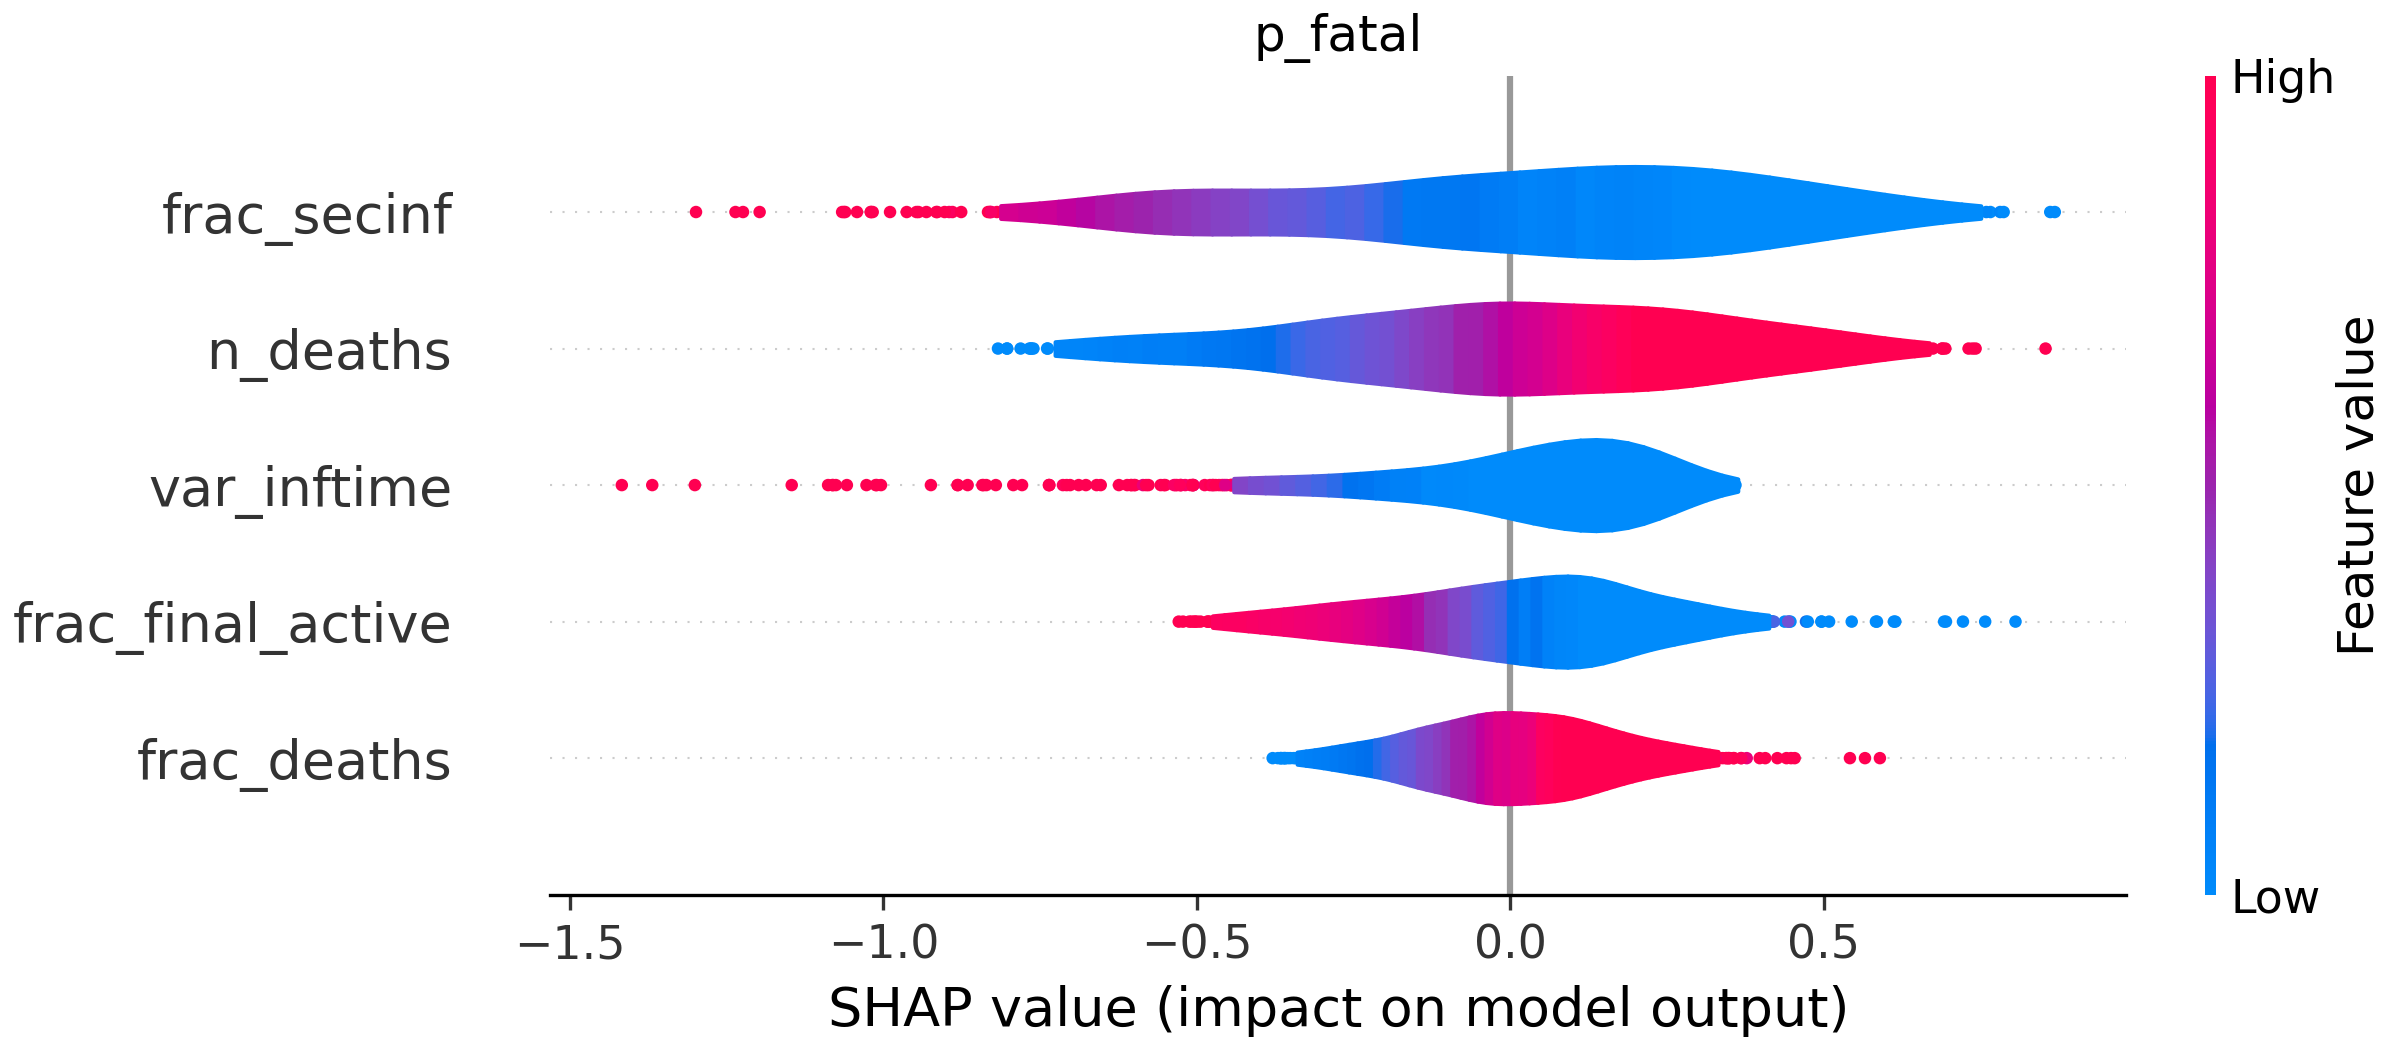 p_fatal
High
frac_secinf
n_deaths
var_inftime
frac_final_active
frac_deaths
Feature value
Low
−1.5 −1.0 −0.5 0.0 0.5
SHAP value (impact on model output)